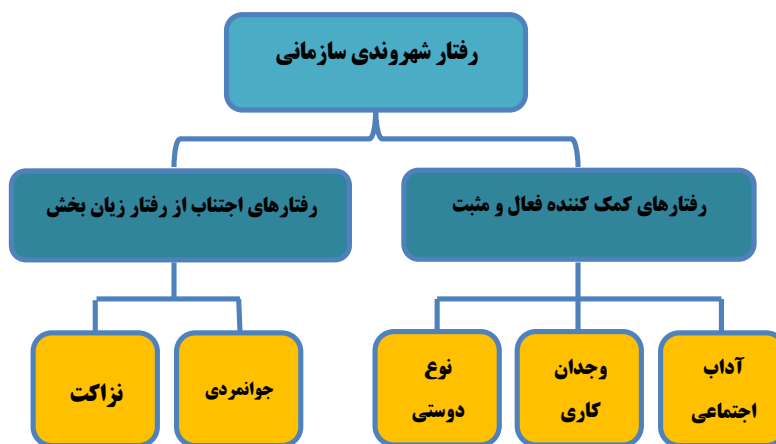 رفتار شهروندی سازمانی
رفتارهای کمک کننده فعال و مثبت
رفتارهای اجتناب از رفتار زیان بخش
آداب
اجتماعی
وجدان
کاری
نوع
دوستی
جوانمردی
نزاکت